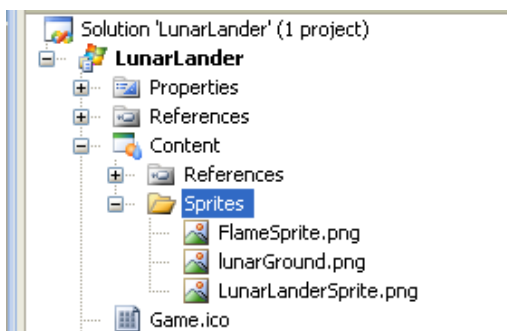 Solution 'LunarLander' (1 project)
LunarLander
Properties
References
Content
References
Sprites
FlameSprite.png
lunarGround.png
LunarLanderSprite.png
Game.ico